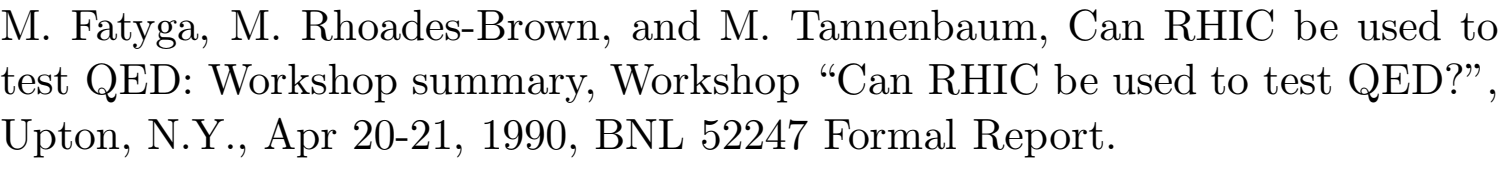 M. Fatyga, M. Rhoades-Brown, and M. Tannenbaum, Can RHIC be used to
test QED: Workshop summary, Workshop “Can RHIC be used to test QED?”,
Upton, N.Y., Apr 20-21, 1990, BNL 52247 Formal Report.